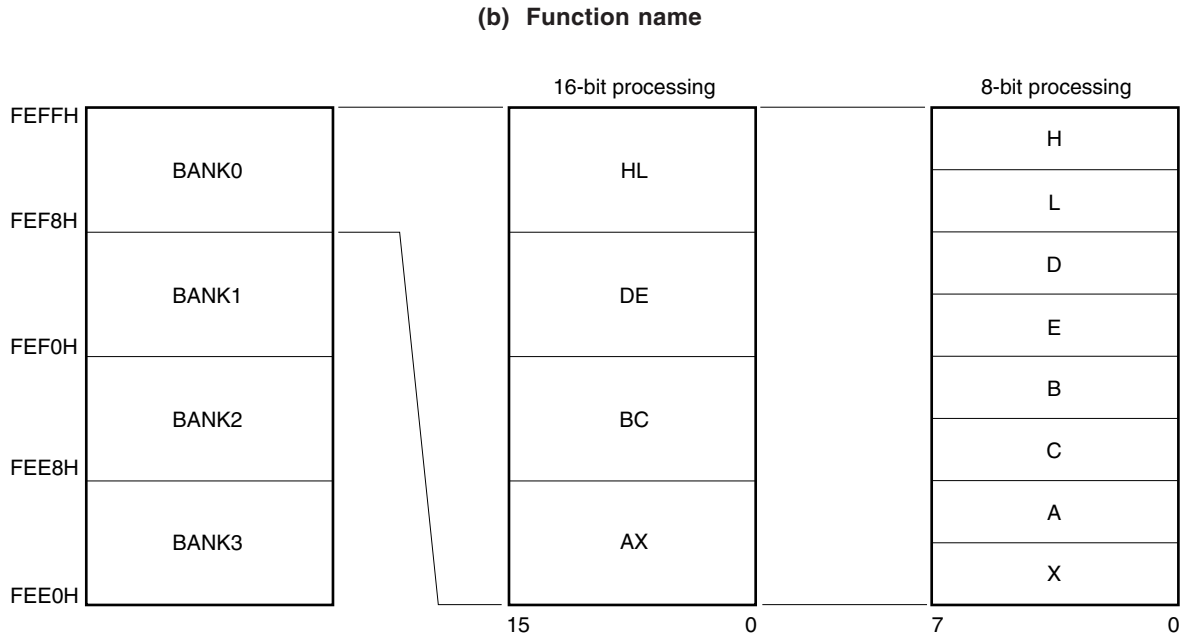 (b) Function name
16-bit processing
8-bit processing
FEFFH
BANK0
HL
H
L
FEF8H
BANK1
DE
D
E
FEF0H
BANK2
BC
B
C
FEE8H
BANK3
AX
A
X
FEE0H
15 0
7 0